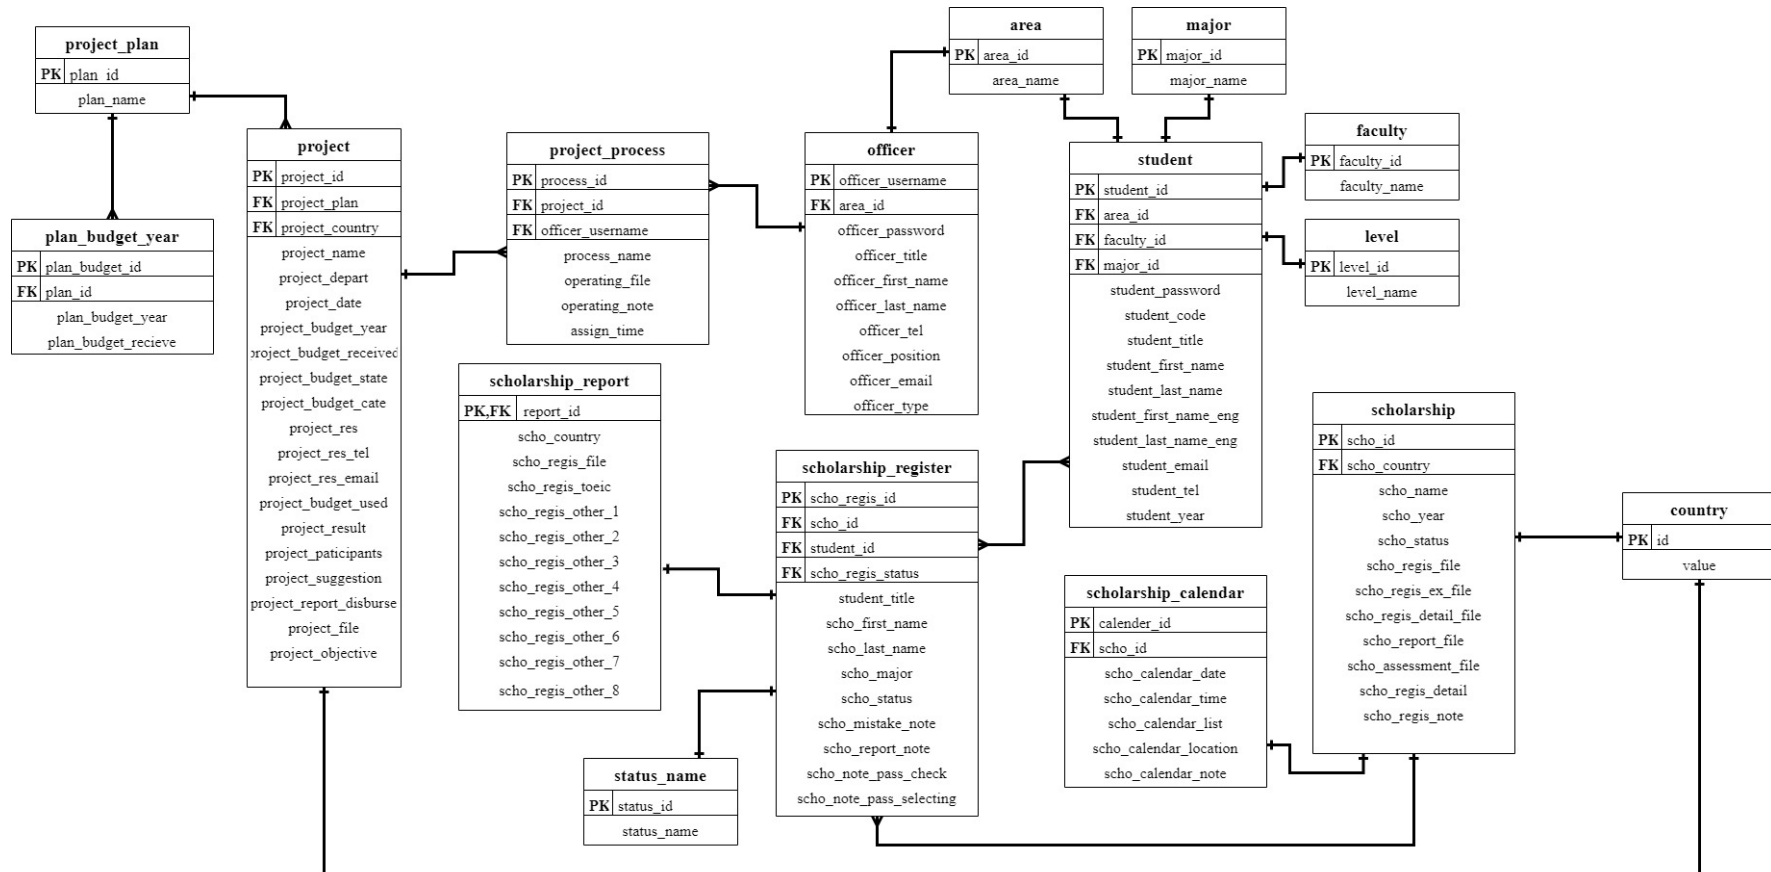 project_plan
PK plan_id
plan_name
plan_budget_year
PK plan_budget_id
FK plan_id
plan_budget_year
plan_budget_recieve
project
PK project_id
FK project_plan
FK project_country
project_name
project_depart
project_date
project_budget_year
project_budget_received
project_budget_state
project_budget_cate
project_res
project_res_tel
project_res_email
project_budget_used
project_result
project_paticipants
project_suggestion
project_report_disburse
project_file
project_objective
project_process
PK process_id
FK project_id
FK officer_username
process_name
operating_file
operating_note
assign_time
scholarship_report
PK,FK report_id
scho_country
scho_regis_file
scho_regis_toeic
scho_regis_other_1
scho_regis_other_2
scho_regis_other_3
scho_regis_other_4
scho_regis_other_5
scho_regis_other_6
scho_regis_other_7
scho_regis_other_8
status_name
PK status_id
status_name
officer
PK officer_username
FK area_id
officer_password
officer_title
officer_first_name
officer_last_name
officer_tel
officer_position
officer_email
officer_type
scholarship_register
PK scho_regis_id
FK scho_id
FK student_id
FK scho_regis_status
student_title
scho_first_name
scho_last_name
scho_major
scho_status
scho_mistake_note
scho_report_note
scho_note_pass_check
scho_note_pass_selecting
area
PK area_id
area_name
major
PK major_id
major_name
student
PK student_id
FK area_id
FK faculty_id
FK major_id
student_password
student_code
student_title
student_first_name
student_last_name
student_first_name_eng
student_last_name_eng
student_email
student_tel
student_year
scholarship_calendar
PK calender_id
FK scho_id
scho_calendar_date
scho_calendar_time
scho_calendar_list
scho_calendar_location
scho_calendar_note
faculty
PK faculty_id
faculty_name
level
PK level_id
level_name
scholarship
PK scho_id
FK scho_country
scho_name
scho_year
scho_status
scho_regis_file
scho_regis_ex_file
scho_regis_detail_file
scho_report_file
scho_assessment_file
scho_regis_detail
scho_regis_note
country
PK id
value